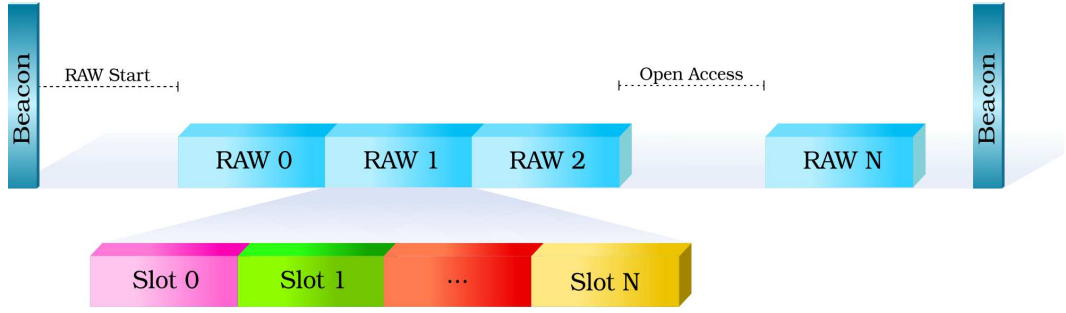 Beacon
RAW Start
Open Access
Beacon
RAW 0
RAW 1
RAW 2
RAW N
Slot 0
Slot 1
...
Slot N